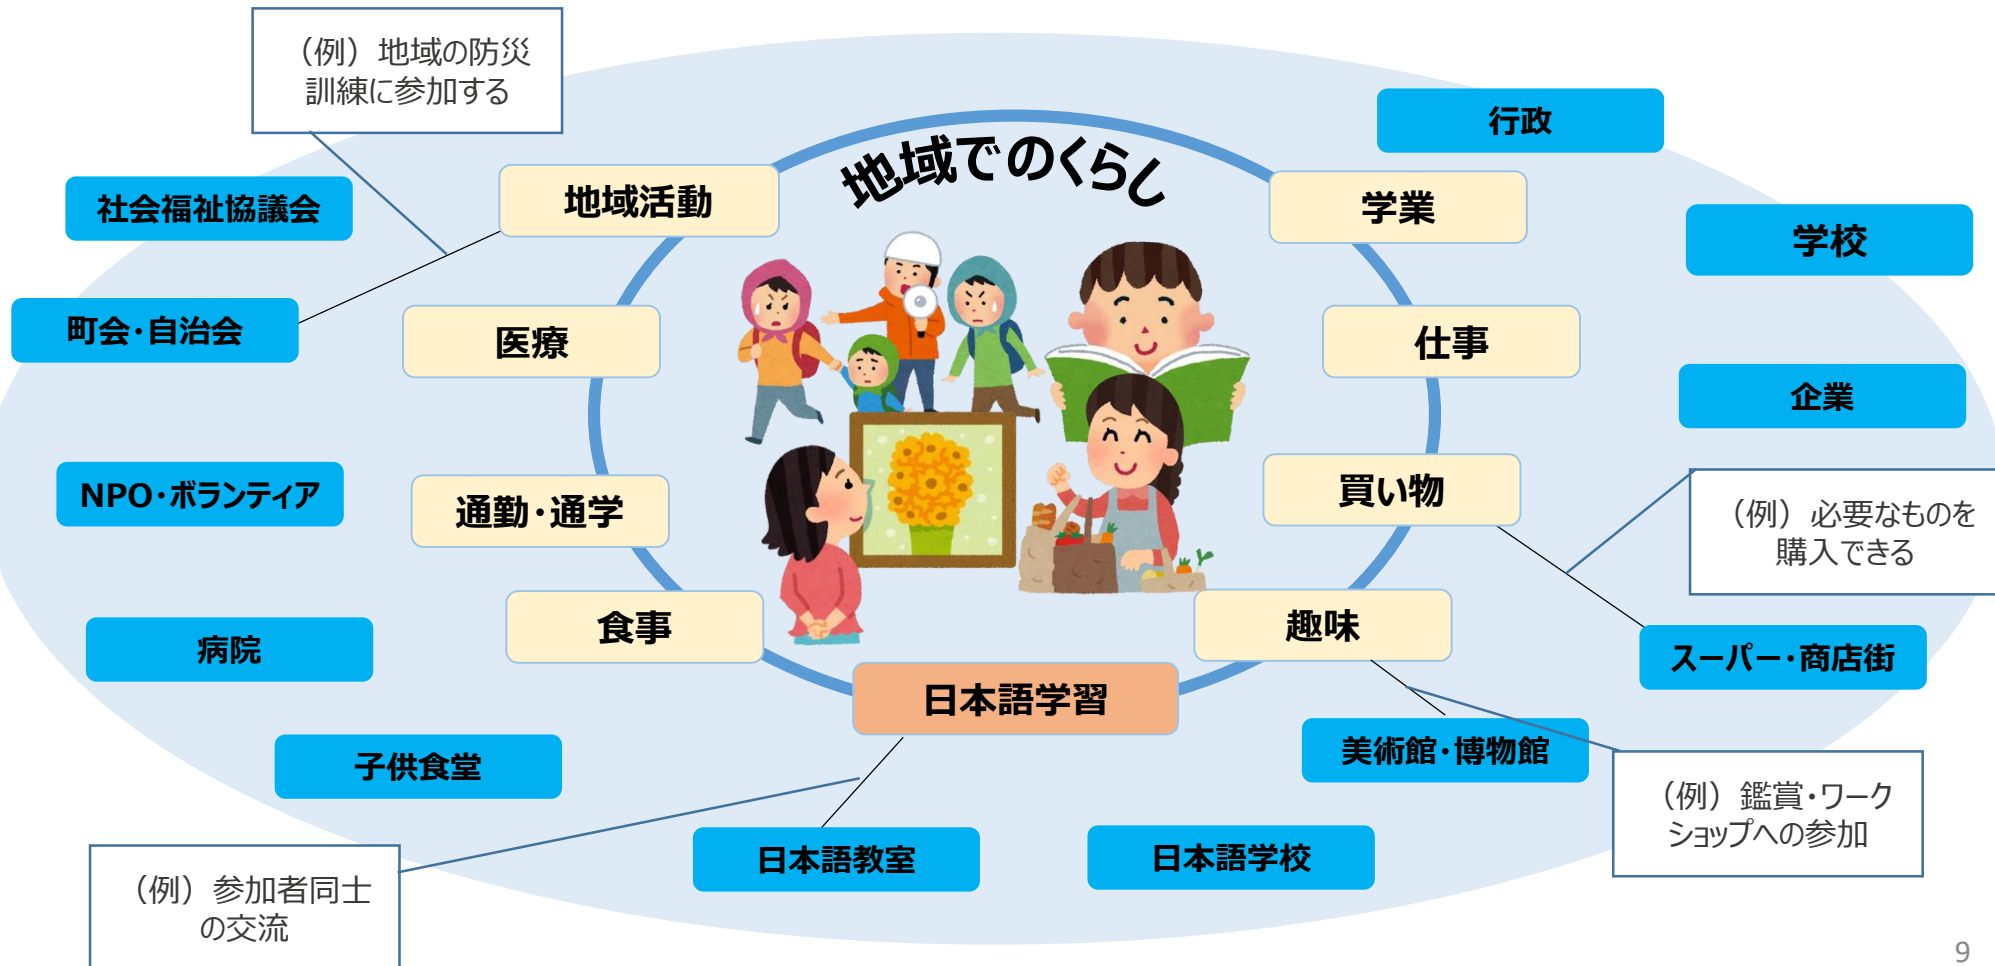 （例）地域の防災
訓練に参加する
行政
地域でのくらし
社会福祉協議会
地域活動
学業
学校
町会・自治会
医療
仕事
企業
NPO・ボランティア
通勤・通学
買い物
（例）必要なものを
購入できる
病院
食事
趣味
スーパー・商店街
日本語学習
子供食堂
美術館・博物館
（例）鑑賞・ワーク
ショップへの参加
日本語教室
日本語学校
（例）参加者同士
の交流
9